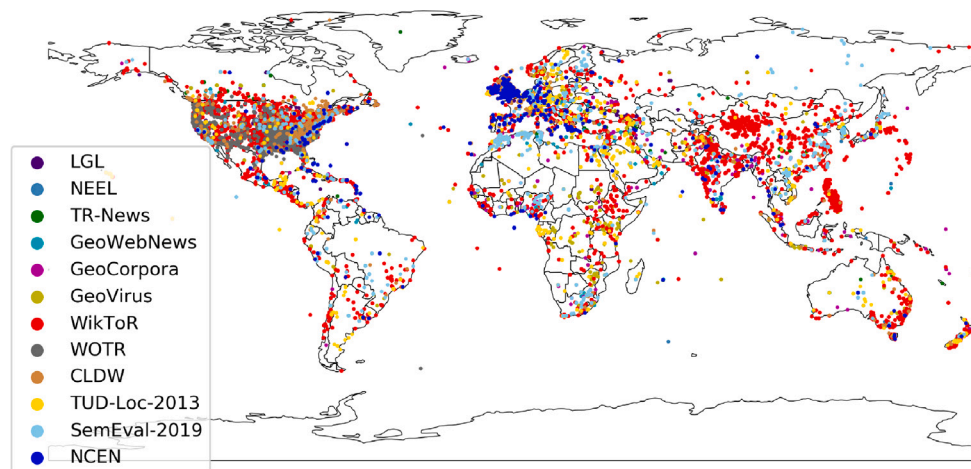 LGL
NEEL
TR-News
GeoWebNews
GeoCorpora
GeoVirus
WikToR
WOTR
CLDW
TUD-Loc-2013
SemEval-2019
NCEN